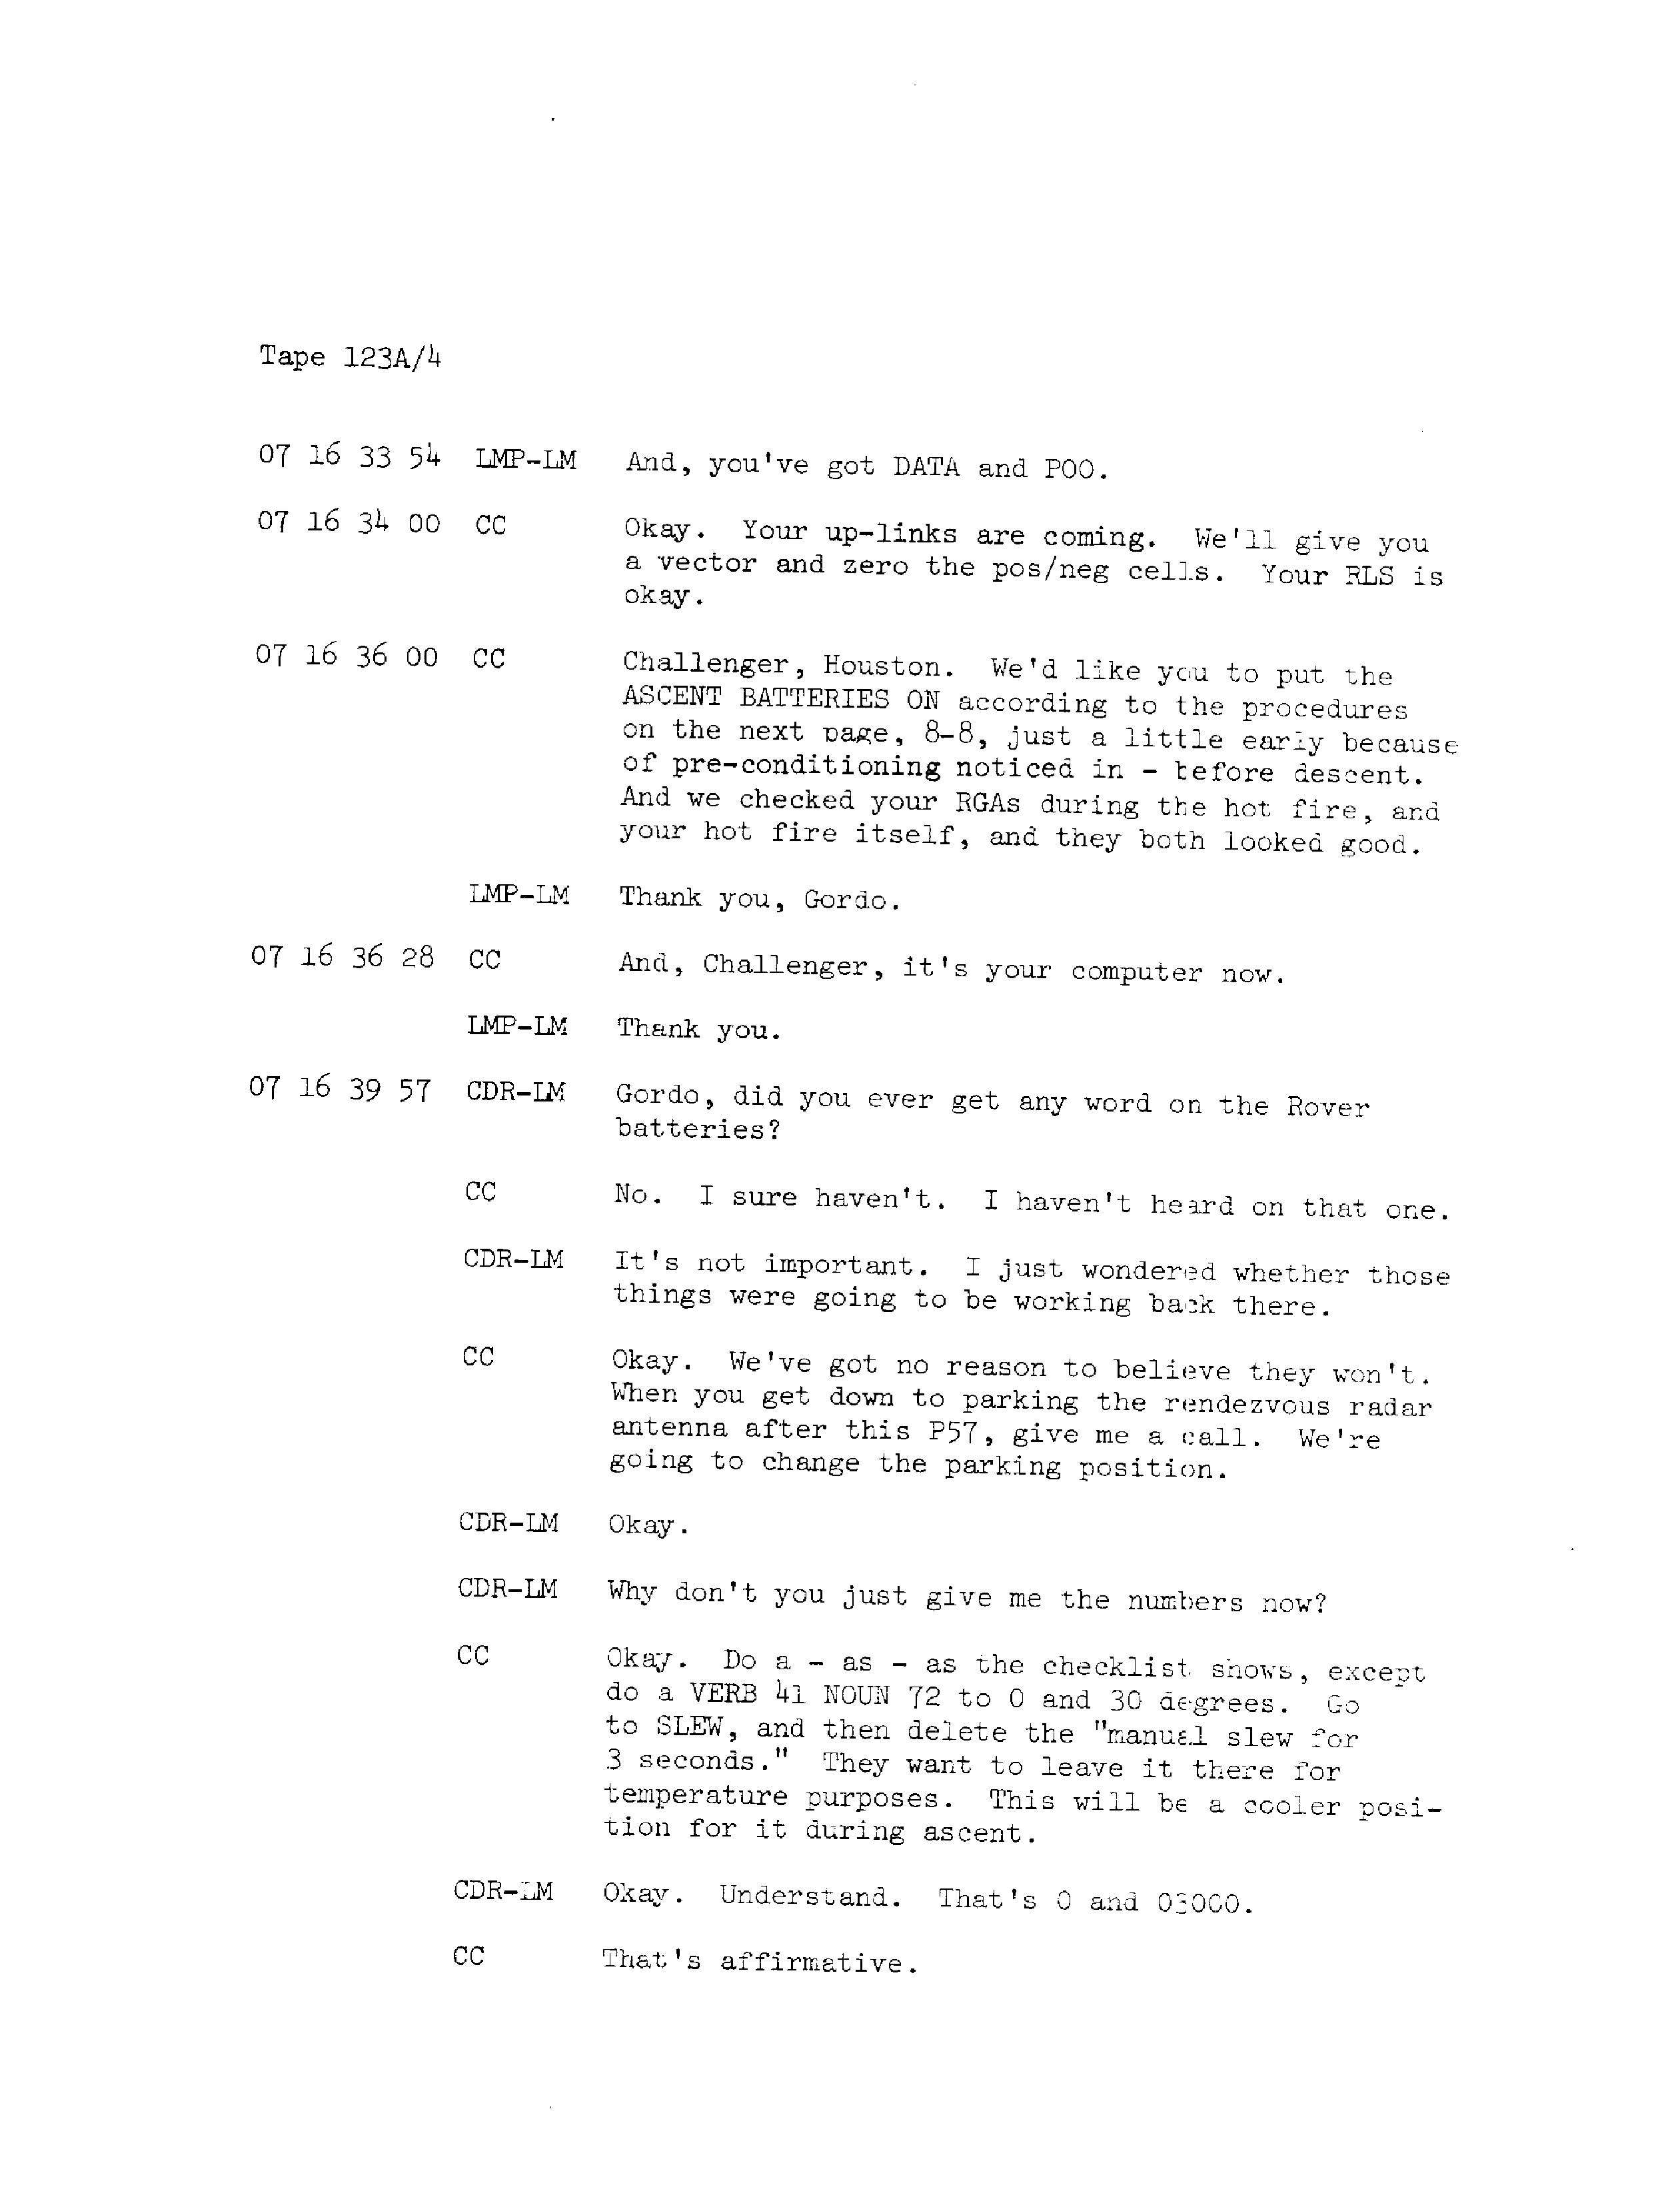 Tape 123A/4
07 16 33 54 LMP-LM And, you've got DATA and POO.
07 16 34 00 CC Okay. Your up-links are coming. We'll give you
a vector and zero the pos/neg cells. Your RLS is
okay.
07 16 36 00 CC Challenger, Houston. We'd like you to put the
ASCENT BATTERIES ON according to the procedures
on the next page, 8-8, just a little early because
of pre-conditioning noticed in - before descent.
And we checked your RGAs during the hot fire, and
your hot fire itself, and they both looked good.
LMP-LM Thank you, Gordo.
07 16 36 28 CC And, Challenger, it's your computer now.
LMP-LM Thank you.
07 16 39 57 CDR-LM Gordo, did you ever get any word on the Rover
batteries?
CC No. I sure haven't. I haven't heard on that one.
CDR-LM It's not important. I just wondered whether those
things were going to be working back there.
CC Okay. We've got no reason to believe they won't.
When you get down to parking the rendezvous radar
antenna after this P57, give me a call. We're
going to change the parking position.
CDR-LM Okay.
CDR-LM Why don't you just give me the numbers now?
CC Okay. Do a - as - as the checklist shows, except
do a VERB 41 NOUN 72 to 0 and 30 degrees. Go
to SLEW, and then delete the "manual slew for
3 seconds." They want to leave it there for
temperature purposes. This will be a cooler posi-
tion for it during ascent.
CDR-LM Okay. Understand. That's 0 and 03000.
CC That's affirmative.